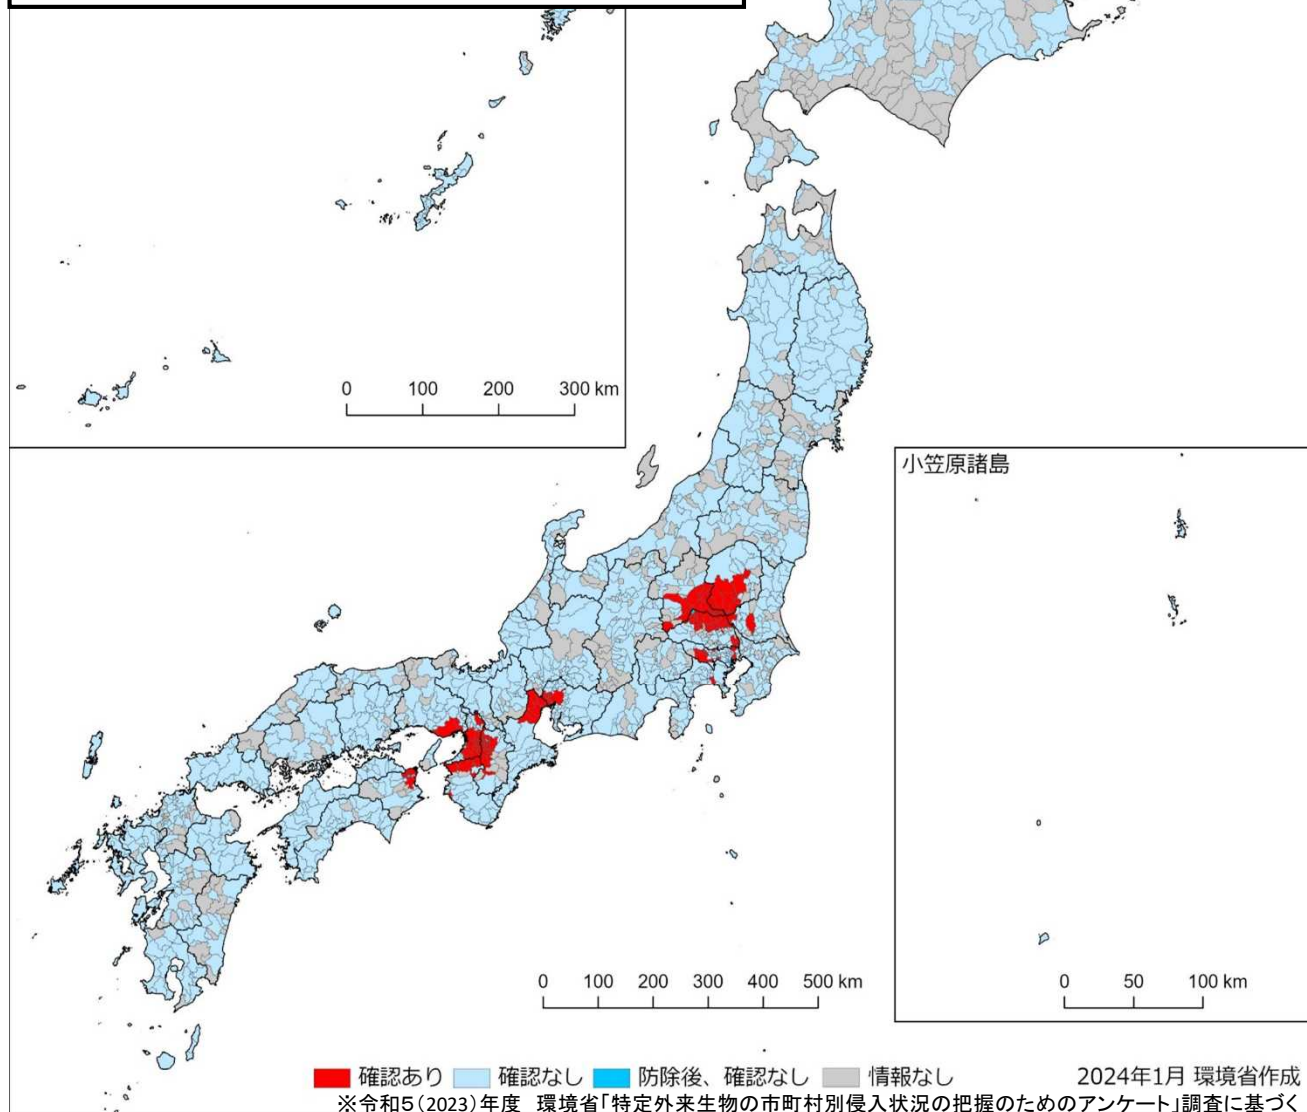 0 100 200 300 km
小笠原諸島
0 100 200 300 400 500 km
0 50 100 km
確認あり 確認なし 防除後、確認なし 情報なし 2024年1月 環境省作成
※令和5(2023)年度 環境省「特定外来生物の市町村別侵入状況の把握のためのアンケート」調査に基づく